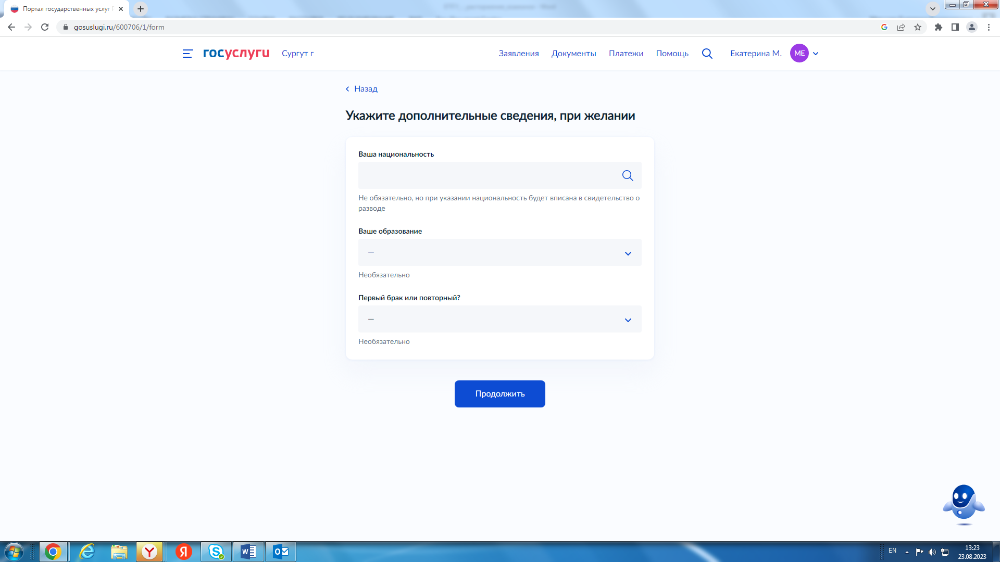 Портал государственных услуг
gosuslugi.ru/600706/1/form
госуслуги
Сургут г
Заявления
Документы
Платежи
Помощь
Екатерина М.
МЕ
Назад
Укажите дополнительные сведения, при желании
Ваша национальность
Не обязательно, но при указании национальность будет вписана в свидетельство о
разводе
Ваше образование
—
Необязательно
Первый брак или повторный?
—
Необязательно
Продолжить
EN
13:23
23.08.2023